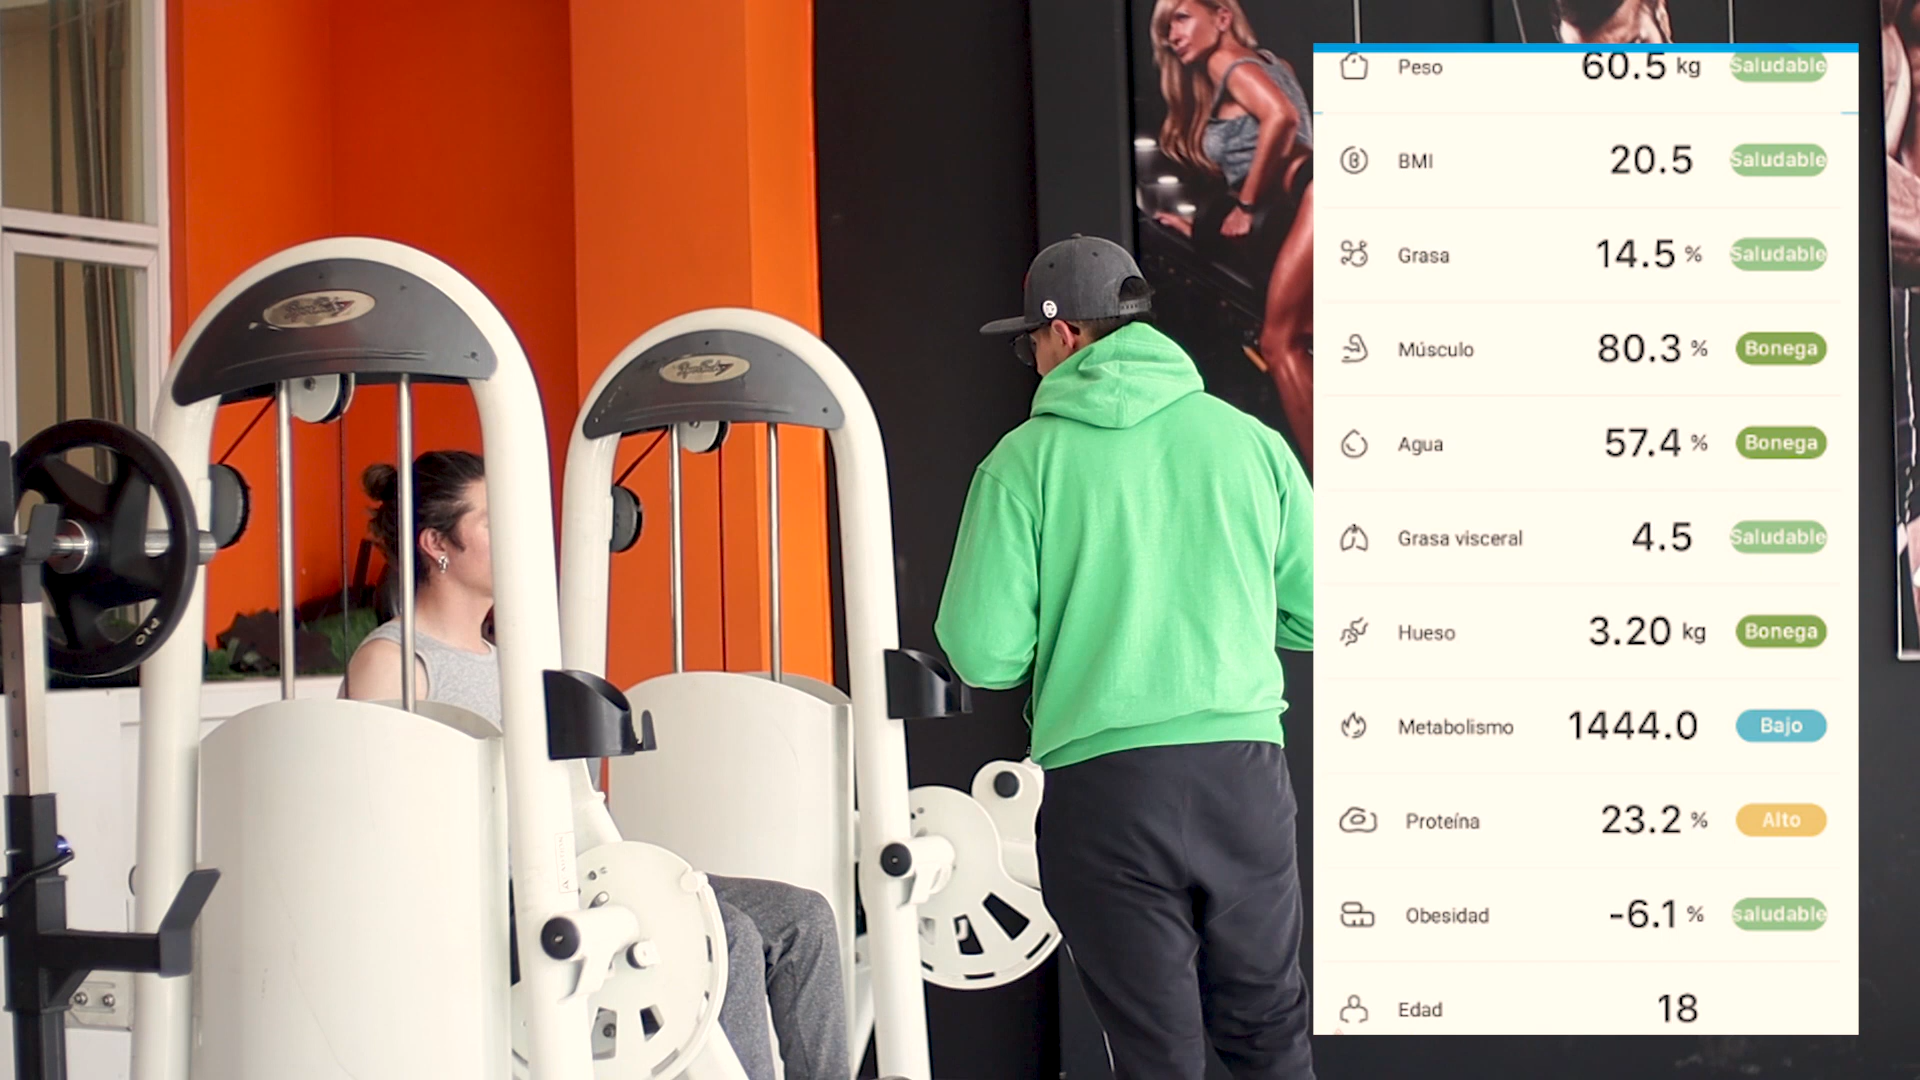 Peso 60.5 kg Saludable
BMI 20.5 Saludable
Grasa 14.5 % Saludable
Músculo 80.3 % Bonega
Agua 57.4 % Bonega
Grasa visceral 4.5 Saludable
Hueso 3.20 kg Bonega
Metabolismo 1444.0 Bajo
Proteína 23.2 % Alto
Obesidad -6.1 % saludable
Edad 18